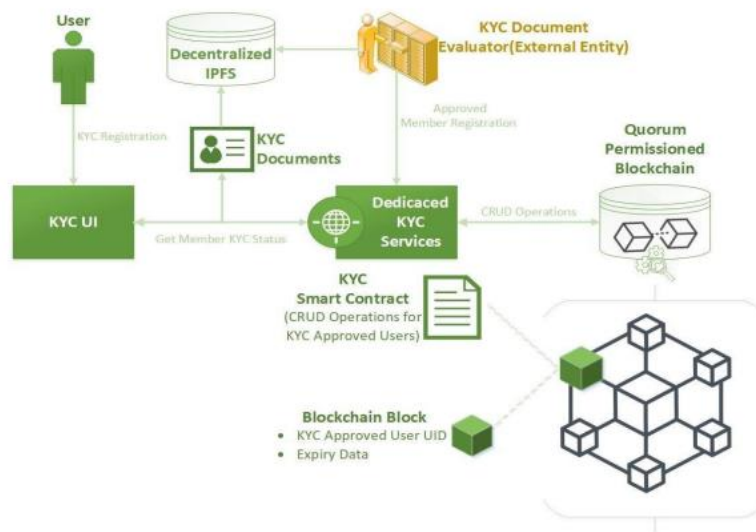 User
Decentralized
IPFS
KYC Document
Evaluator(External Entity)
KYC Registration
KYC
Documents
Approved
Member Registration
Quorum
Permissioned
Blockchain
KYC UI
Get Member KYC Status
Dedicaced
KYC
Services
CRUD Operations
KYC
Smart Contract
(CRUD Operations for
KYC Approved Users)
Blockchain Block
• KYC Approved User UID
• Expiry Data